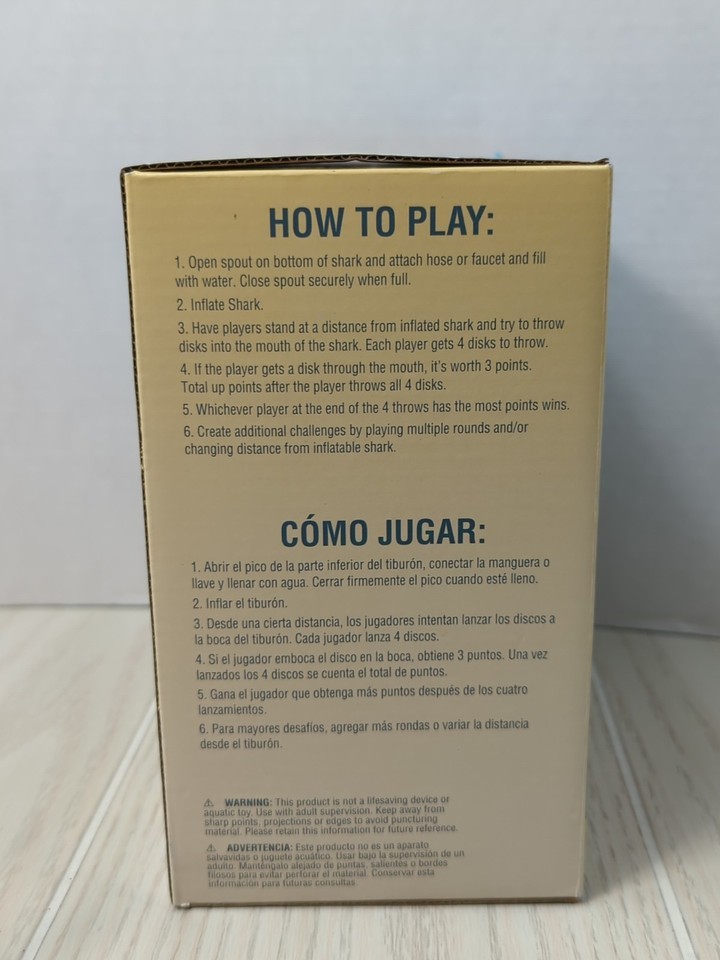 HOW TO PLAY:
1. Open spout on bottom of shark and attach hose or faucet and fill
with water. Close spout securely when full.
2. Inflate Shark.
3. Have players stand at a distance from inflated shark and try to throw
disks into the mouth of the shark. Each player gets 4 disks to throw.
4. If the player gets a disk through the mouth, it's worth 3 points.
Total up points after the player throws all 4 disks.
5. Whichever player at the end of the 4 throws has the most points wins.
6. Create additional challenges by playing multiple rounds and/or
changing distance from inflatable shark.
CÓMO JUGAR:
1. Abrir el pico de la parte inferior del tiburón, conectar la manguera o
llave y llenar con agua. Cerrar firmemente el pico cuando esté lleno.
2. Inflar el tiburón.
3. Desde una cierta distancia, los jugadores intentan lanzar los discos a
la boca del tiburón. Cada jugador lanza 4 discos.
4. Si el jugador emboca el disco en la boca, obtiene 3 puntos. Una vez
lanzados los 4 discos se cuenta el total de puntos.
5. Gana el jugador que obtenga más puntos después de los cuatro
lanzamientos.
6. Para mayores desafíos, agregar más rondas o variar la distancia
desde el tiburón.
⚠ WARNING: This product is not a lifesaving device or
aquatic toy. Use with adult supervision. Keep away from
sharp points, projections or edges to avoid puncturing
material. Please retain this information for future reference.
⚠ ADVERTENCIA: Este producto no es un aparato
salvavidas o juguete acuático. Usar bajo la supervisión de un
adulto. Manténgalo alejado de puntas, salientes o bordes
filosos para evitar perforar el material. Conservar esta
información para futuras consultas.